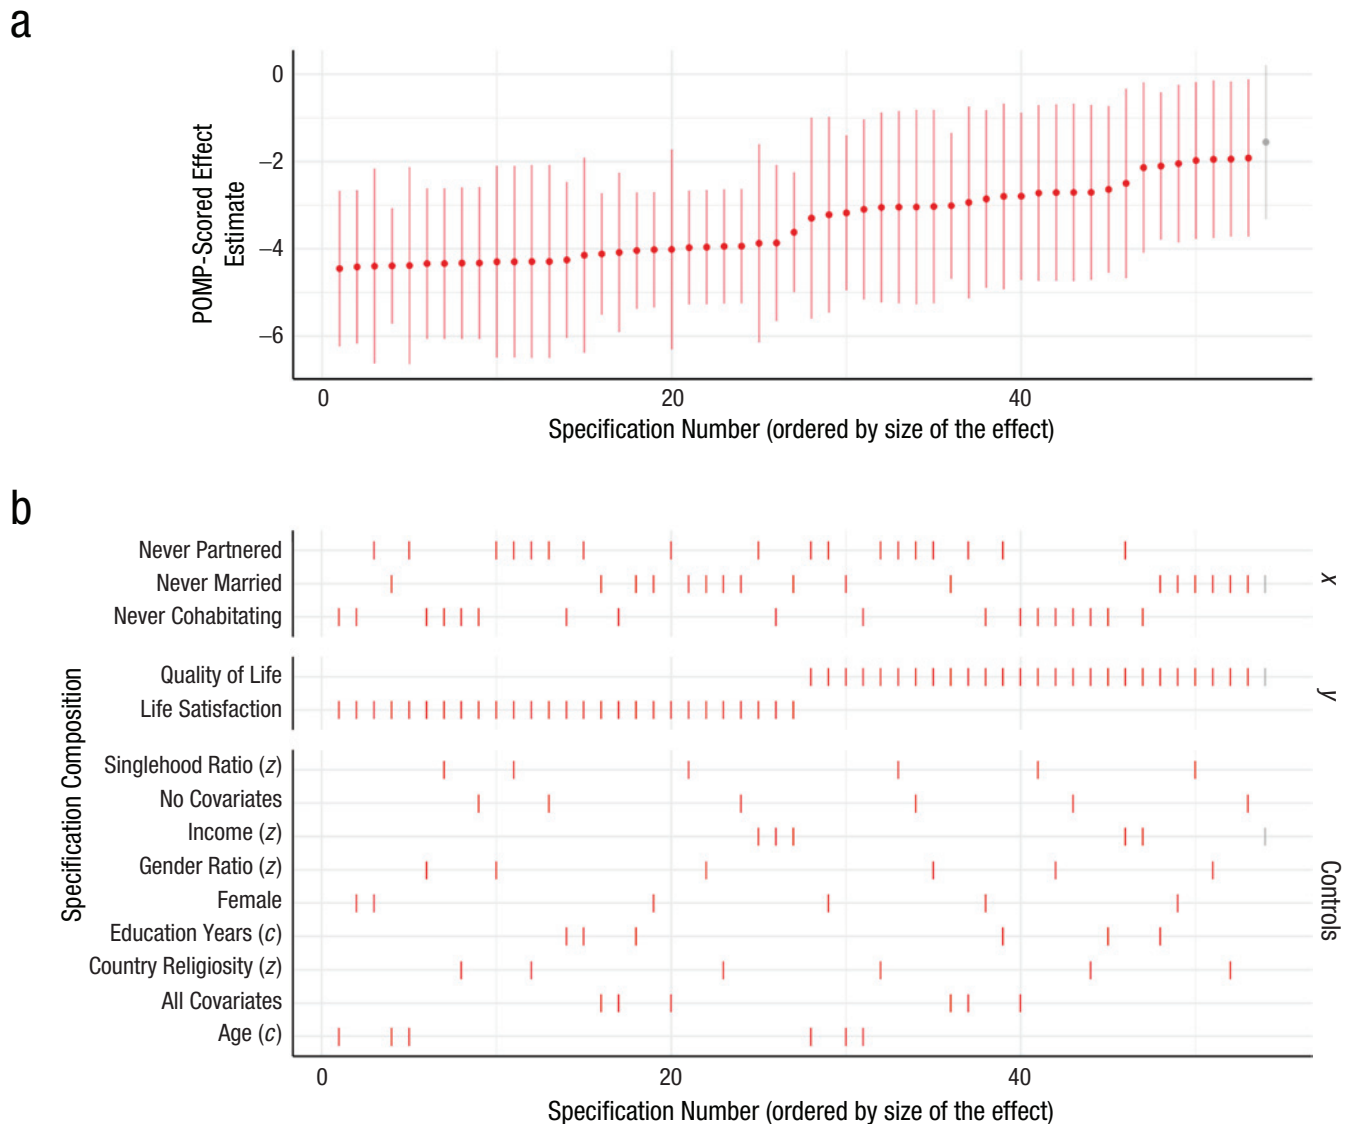 a
0
−2
−4
−6
POMP-Scored Effect
Estimate
0
20
40
Specification Number (ordered by size of the effect)
b
Never Partnered
Never Married
Never Cohabitating
x
Quality of Life
Life Satisfaction
y
Specification Composition
Singlehood Ratio (z)
No Covariates
Income (z)
Gender Ratio (z)
Female
Education Years (c)
Country Religiosity (z)
All Covariates
Age (c)
Controls
0
20
40
Specification Number (ordered by size of the effect)